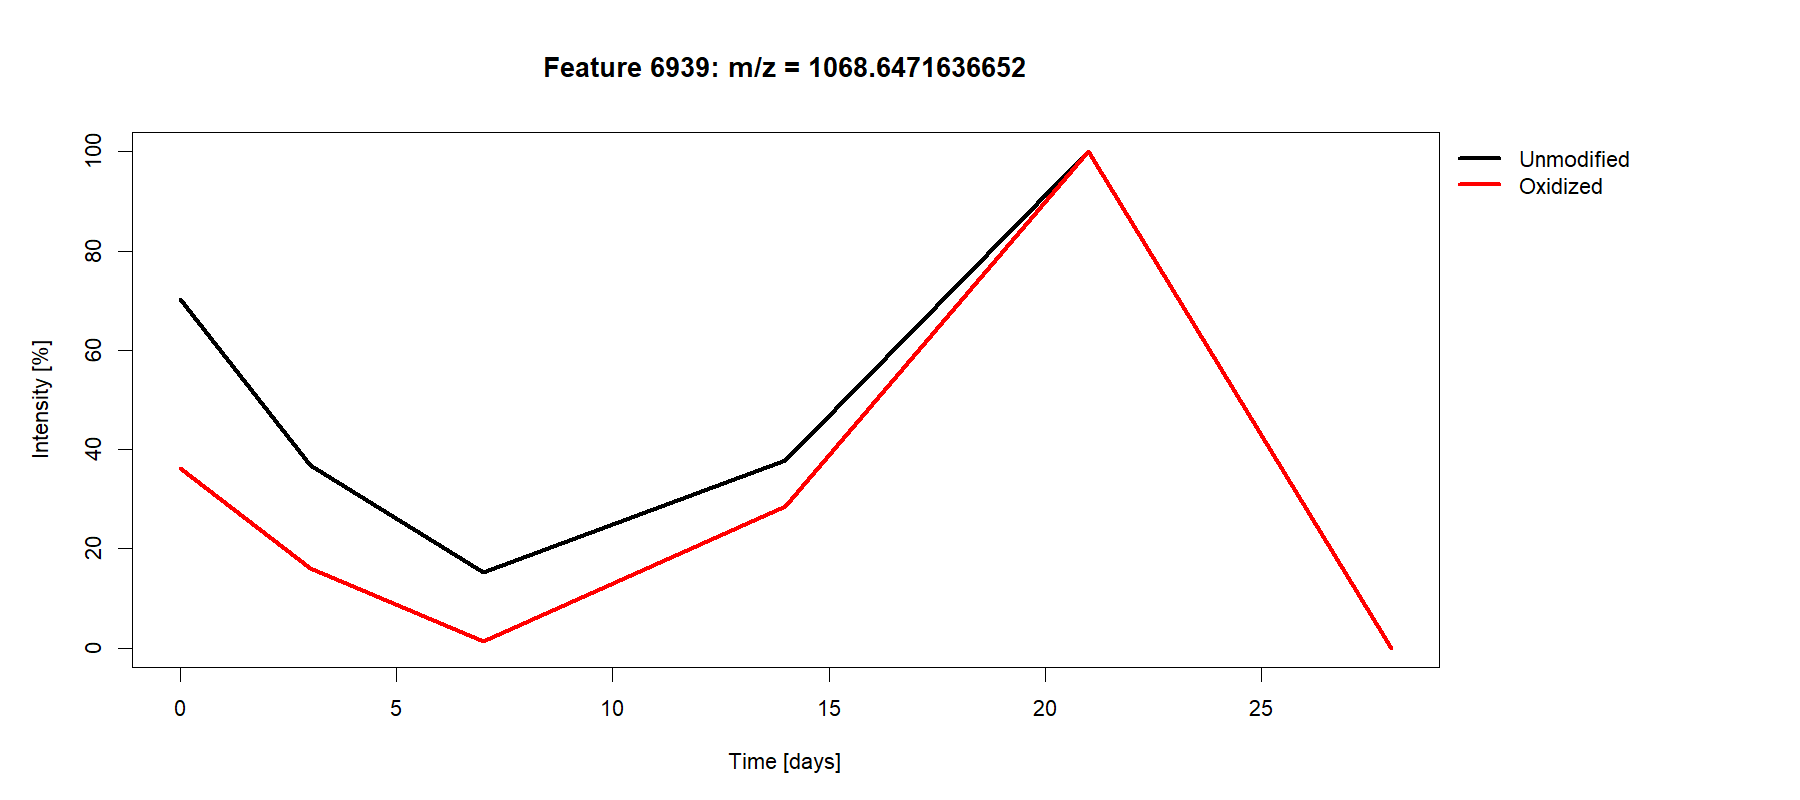 Feature 6939: m/z = 1068.6471636652
Unmodified
Oxidized
Intensity [%]
100
80
60
40
20
0
0 5 10 15 20 25
Time [days]